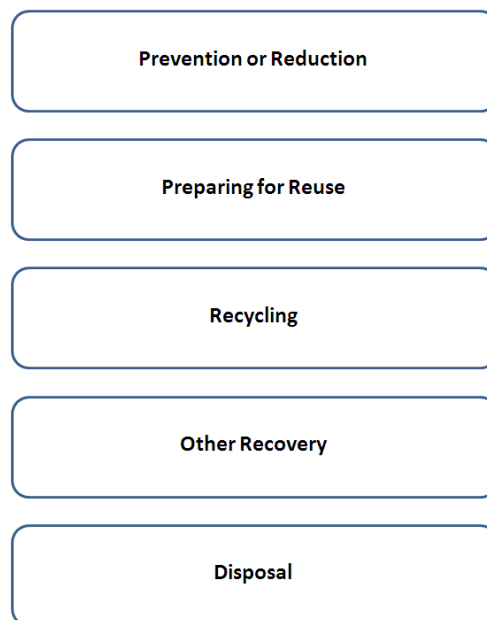 Prevention or Reduction
Preparing for Reuse
Recycling
Other Recovery
Disposal